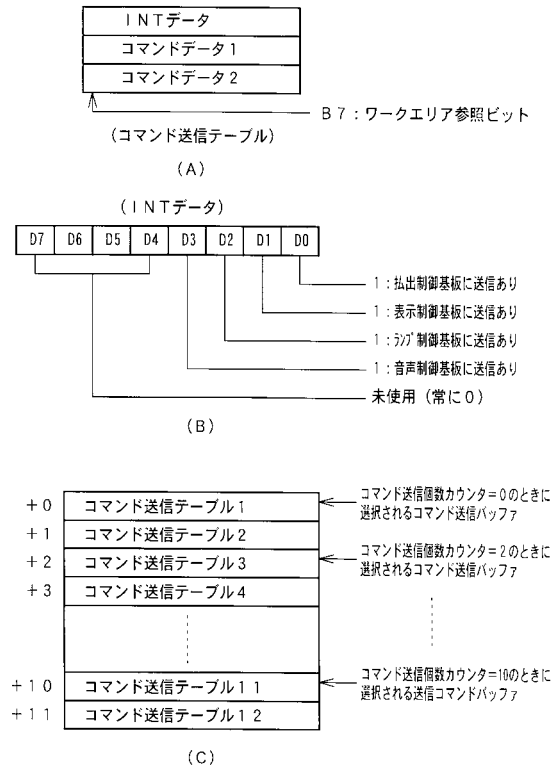 INTデータ
コマンドデータ1
コマンドデータ2
B7:ワークエリア参照ビット
(コマンド送信テーブル)
(A)
(INTデータ)
D7 D6 D5 D4 D3 D2 D1 D0
1:払出制御基板に送信あり
1:表示制御基板に送信あり
1:ランプ制御基板に送信あり
1:音声制御基板に送信あり
未使用(常に0)
(B)
+0 コマンド送信テーブル1
コマンド送信個数カウンタ=0のときに
選択されるコマンド送信バッファ
+1 コマンド送信テーブル2
+2 コマンド送信テーブル3
コマンド送信個数カウンタ=2のときに
選択されるコマンド送信バッファ
+3 コマンド送信テーブル4
+10 コマンド送信テーブル11
コマンド送信個数カウンタ=10のときに
選択される送信コマンドバッファ
+11 コマンド送信テーブル12
(C)